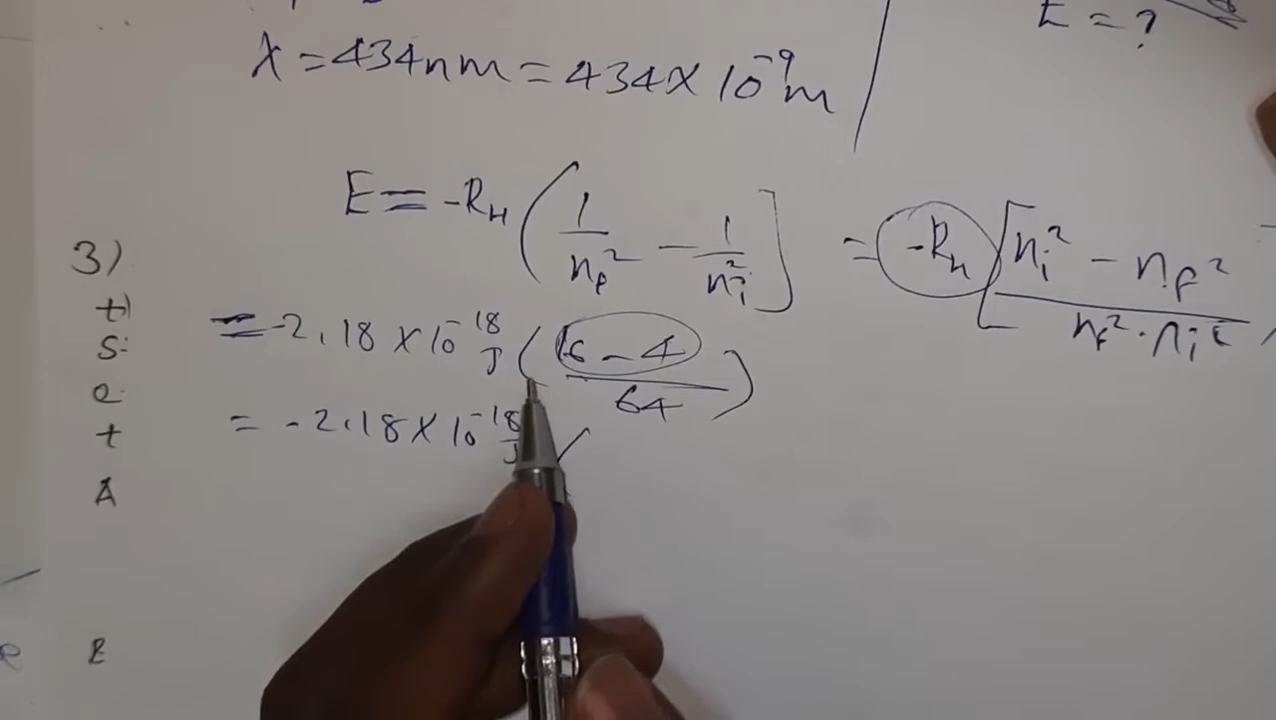 E = ?
λ = 434nm = 434 × 10⁻⁹ m
E = -R_H ( 1/n_f² - 1/n_i² ] = -R_H [ n_i² - n_f² / n_f² · n_i²
3)
= -2.18 × 10⁻¹⁸ J ( 16 - 4 / 64 )
= -2.18 × 10⁻¹⁸ J (
t
S
e
t
A